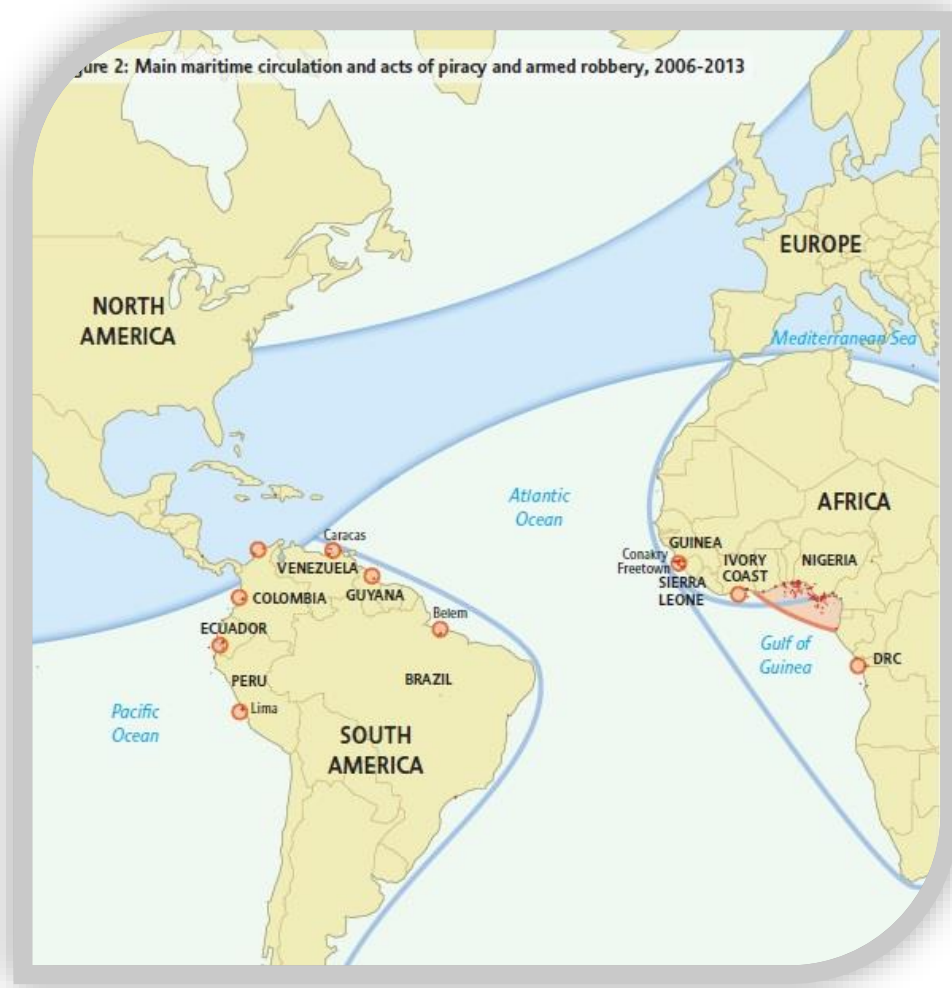 gure 2: Main maritime circulation and acts of piracy and armed robbery, 2006-2013
EUROPE
NORTH
AMERICA
Mediterranean Sea
Atlantic
Ocean
AFRICA
Caracas
VENEZUELA
COLOMBIA
GUYANA
ECUADOR
Belem
PERU
BRAZIL
Lima
Pacific
Ocean
SOUTH
AMERICA
GUINEA
Conakry
Freetown
SIERRA
LEONE
IVORY
COAST
NIGERIA
Gulf of
Guinea
DRC